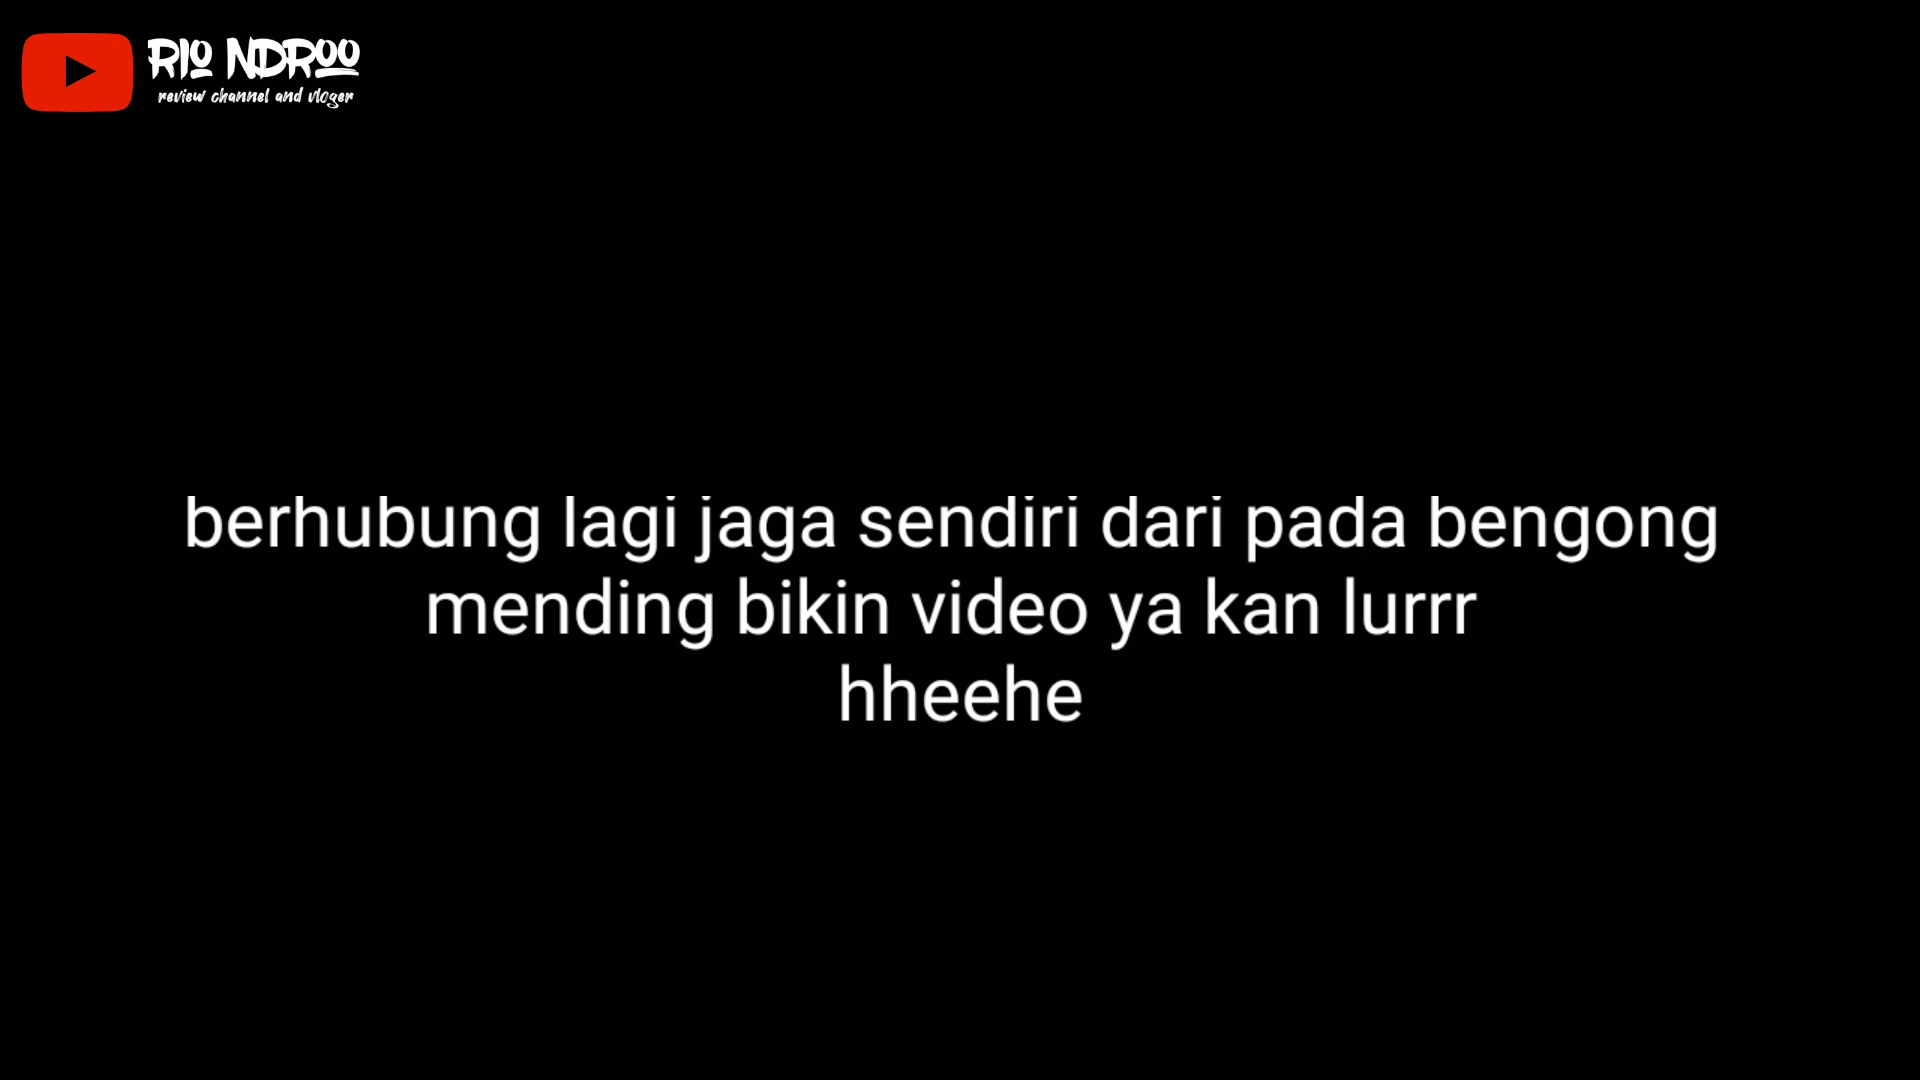 RIO NDROO
review channel and vloger
berhubung lagi jaga sendiri dari pada bengong
mending bikin video ya kan lurrr
hheehe